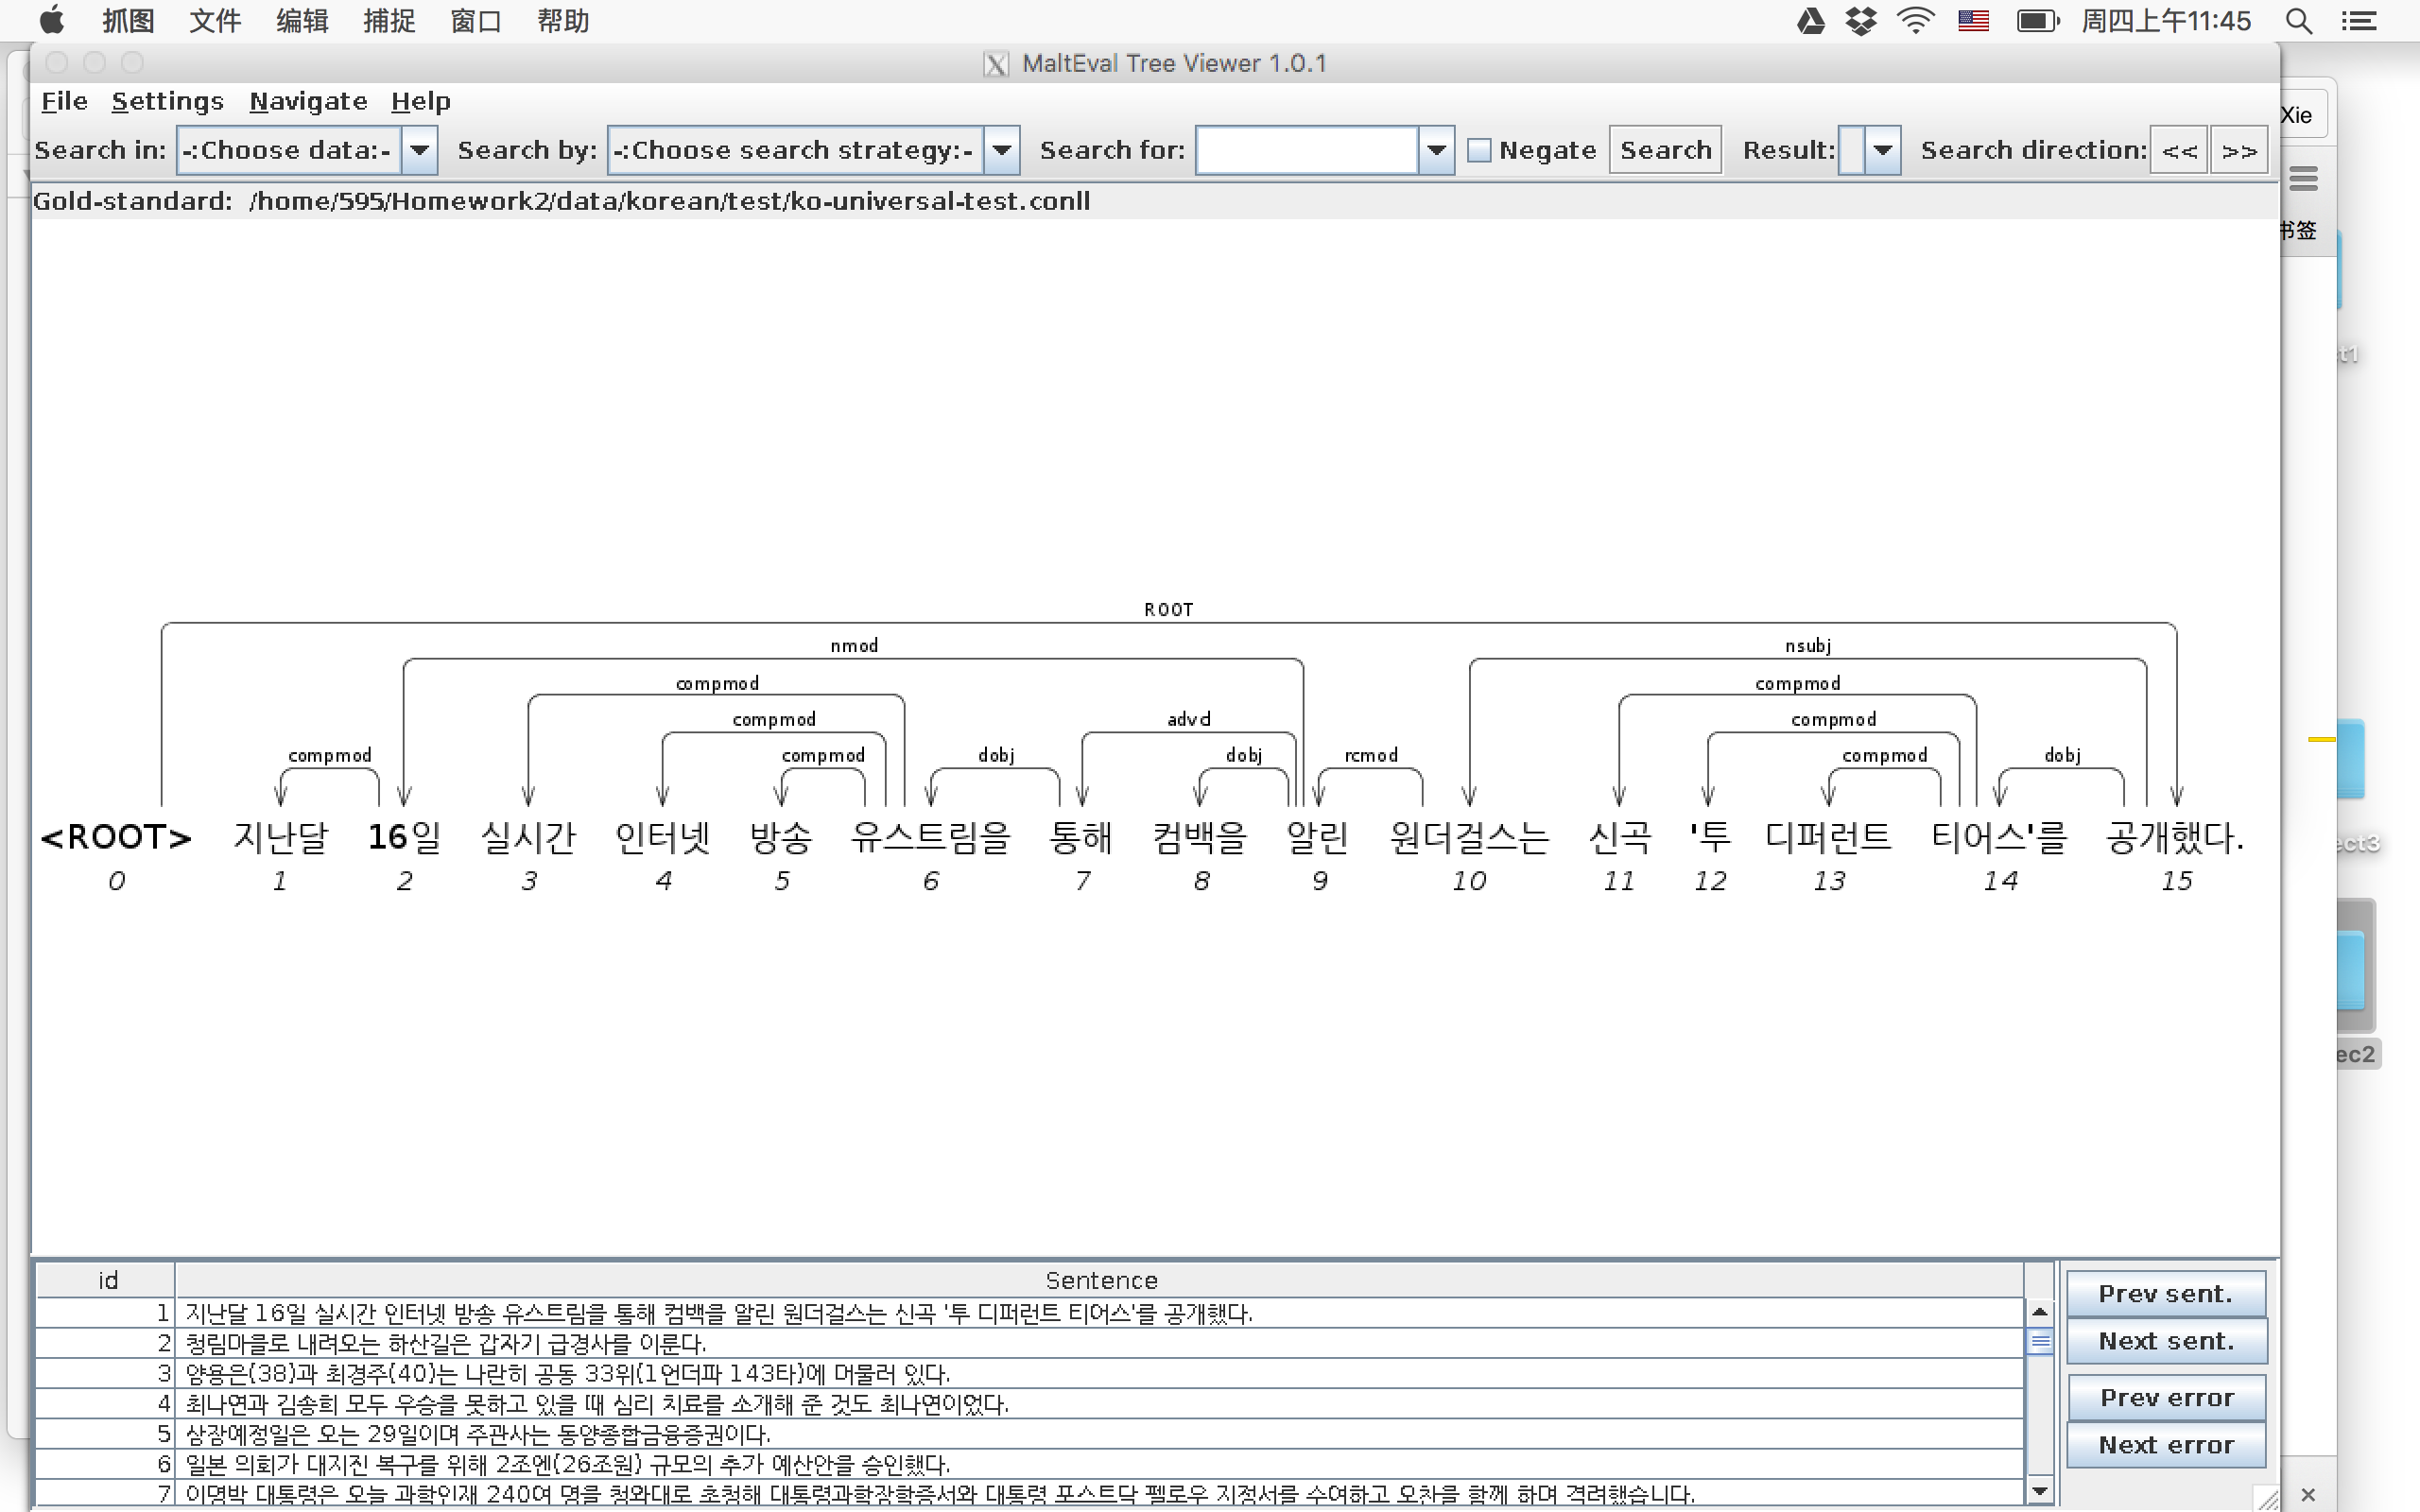 抓图 文件 编辑 捕捉 窗口 帮助 周四上午11:45
MaltEval Tree Viewer 1.0.1
File Settings Navigate Help
Xie
Search in: -:Choose data:- Search by: -:Choose search strategy:- Search for: Negate Search Result: Search direction: << >>
Gold-standard: /home/595/Homework2/data/korean/test/ko-universal-test.conll
书签
ct1
ROOT
nmod nsubj
compmod compmod
compmod advcl compmod
compmod compmod dobj dobj rcmod compmod dobj
<ROOT> 지난달 16일 실시간 인터넷 방송 유스트림을 통해 컴백을 알린 원더걸스는 신곡 '투 디퍼런트 티어스'를 공개했다.
ect3
0 1 2 3 4 5 6 7 8 9 10 11 12 13 14 15
ec2
id Sentence
1 지난달 16일 실시간 인터넷 방송 유스트림을 통해 컴백을 알린 원더걸스는 신곡 '투 디퍼런트 티어스'를 공개했다.
2 청림마을로 내려오는 하산길은 갑자기 급경사를 이룬다.
3 양용은(38)과 최경주(40)는 나란히 공동 33위(1언더파 143타)에 머물러 있다.
4 최나연과 김송희 모두 우승을 못하고 있을 때 심리 치료를 소개해 준 것도 최나연이었다.
5 상장예정일은 오는 29일이며 주관사는 동양종합금융증권이다.
6 일본 의회가 대지진 복구를 위해 2조엔(26조원) 규모의 추가 예산안을 승인했다.
7 이명박 대통령은 오늘 과학인재 240여 명을 청와대로 초청해 대통령과학장학증서와 대통령 포스트닥 펠로우 지정서를 수여하고 오찬을 함께 하며 격려했습니다.
Prev sent.
Next sent.
Prev error
Next error